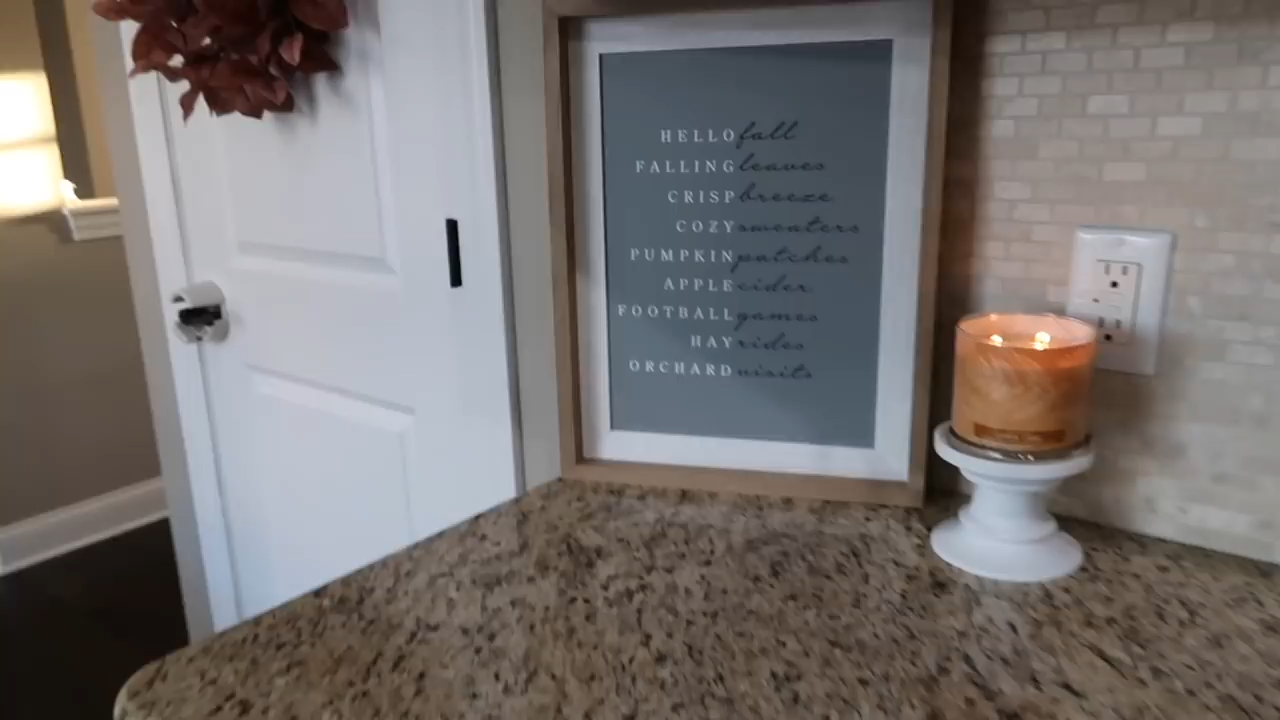 HELLO fall
FALLING leaves
CRISP breeze
COZY sweaters
PUMPKIN patches
APPLE cider
FOOTBALL games
HAY rides
ORCHARD visits